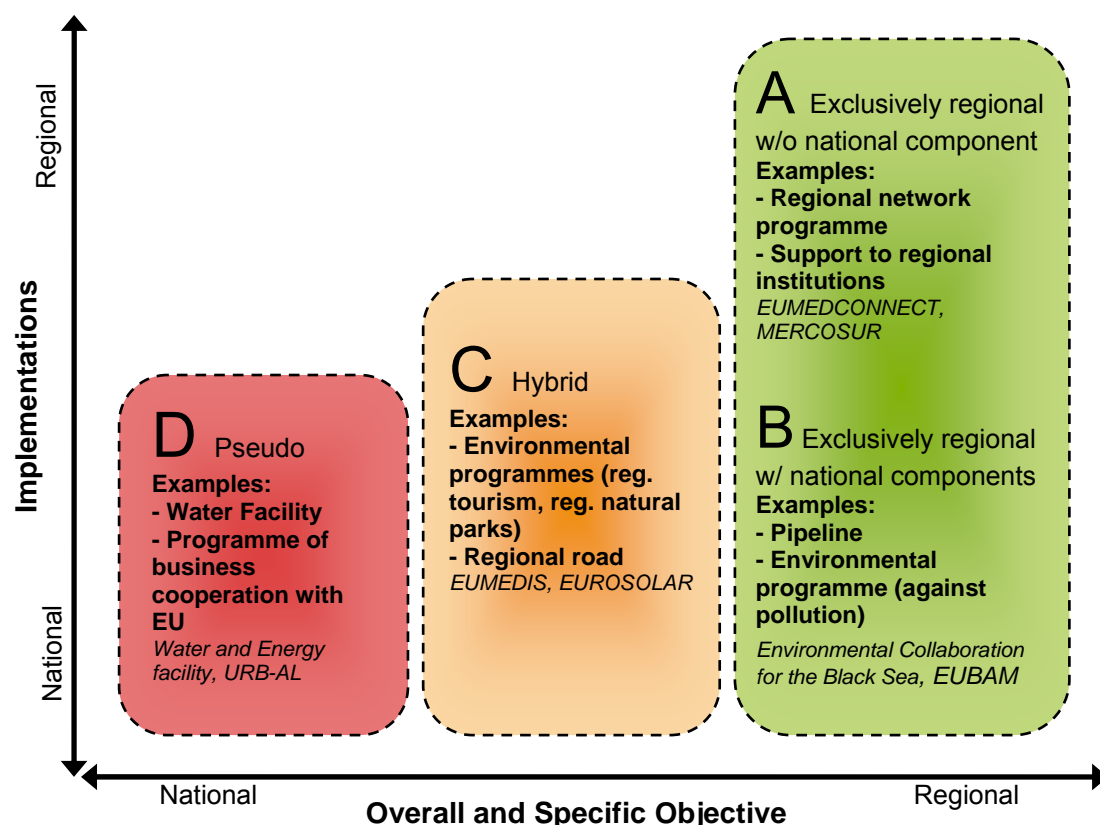 Implementations
Regional
National
A Exclusively regional
w/o national component
Examples:
- Regional network
programme
- Support to regional
institutions
EUMEDCONNECT,
MERCOSUR
B Exclusively regional
w/ national components
Examples:
- Pipeline
- Environmental
programme (against
pollution)
Environmental Collaboration
for the Black Sea, EUBAM
C Hybrid
Examples:
- Environmental
programmes (reg.
tourism, reg. natural
parks)
- Regional road
EUMEDIS, EUROSOLAR
D Pseudo
Examples:
- Water Facility
- Programme of
business
cooperation with
EU
Water and Energy
facility, URB-AL
National
Regional
Overall and Specific Objective